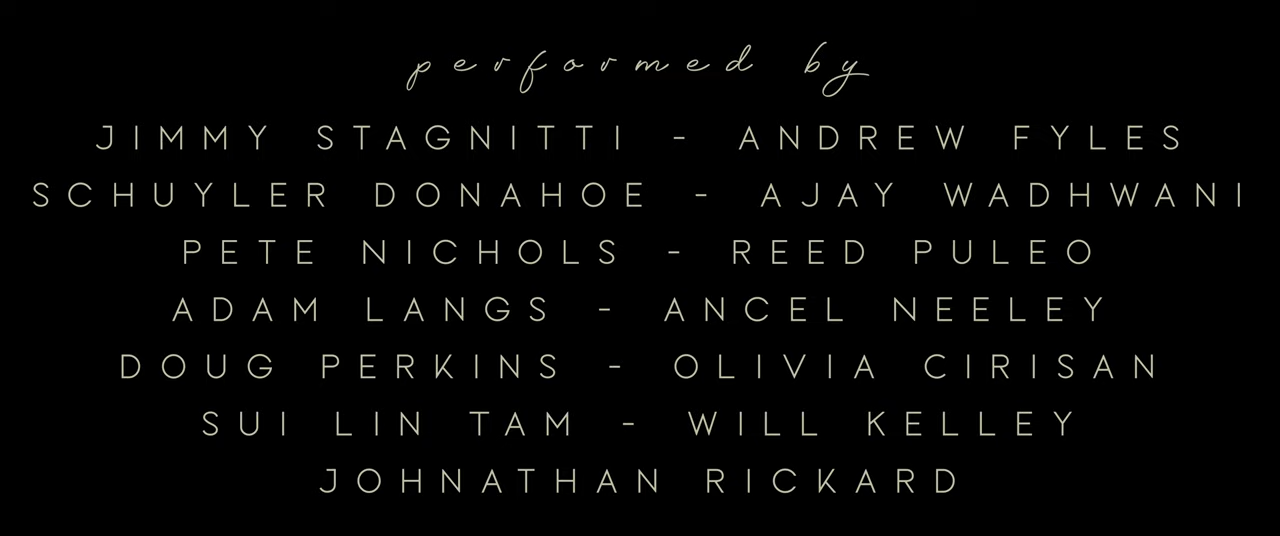 performed by
JIMMY STAGNITTI - ANDREW FYLES
SCHUYLER DONAHOE - AJAY WADHWANI
PETE NICHOLS - REED PULEO
ADAM LANGS - ANCEL NEELEY
DOUG PERKINS - OLIVIA CIRISAN
SUI LIN TAM - WILL KELLEY
JOHNATHAN RICKARD